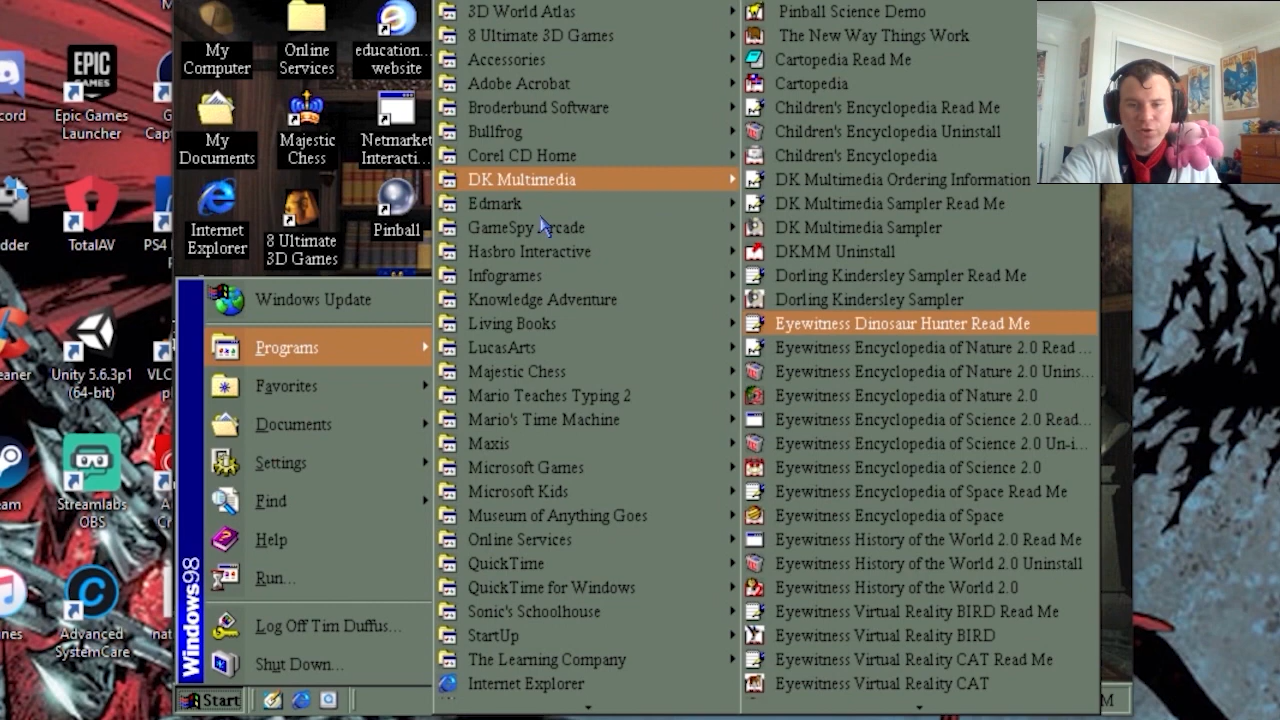 EPIC
GAMES
Epic Games
Launcher
TotalAV
PS4
Unity 5.6.3p1
(64-bit)
VLC
Streamlabs
OBS
Advanced
SystemCare
My
Computer
Online
Services
education...
website
My
Documents
Majestic
Chess
Netmarket
Interacti...
Internet
Explorer
8 Ultimate
3D Games
Pinball
Windows98
Windows Update
Programs
Favorites
Documents
Settings
Find
Help
Run...
Log Off Tim Duffus...
Shut Down...
Start
3D World Atlas
8 Ultimate 3D Games
Accessories
Adobe Acrobat
Broderbund Software
Bullfrog
Corel CD Home
DK Multimedia
Edmark
GameSpy Arcade
Hasbro Interactive
Infogrames
Knowledge Adventure
Living Books
LucasArts
Majestic Chess
Mario Teaches Typing 2
Mario's Time Machine
Maxis
Microsoft Games
Microsoft Kids
Museum of Anything Goes
Online Services
QuickTime
QuickTime for Windows
Sonic's Schoolhouse
StartUp
The Learning Company
Internet Explorer
Pinball Science Demo
The New Way Things Work
Cartopedia Read Me
Cartopedia
Children's Encyclopedia Read Me
Children's Encyclopedia Uninstall
Children's Encyclopedia
DK Multimedia Ordering Information
DK Multimedia Sampler Read Me
DK Multimedia Sampler
DKMM Uninstall
Dorling Kindersley Sampler Read Me
Dorling Kindersley Sampler
Eyewitness Dinosaur Hunter Read Me
Eyewitness Encyclopedia of Nature 2.0 Read ...
Eyewitness Encyclopedia of Nature 2.0 Unins...
Eyewitness Encyclopedia of Nature 2.0
Eyewitness Encyclopedia of Science 2.0 Read...
Eyewitness Encyclopedia of Science 2.0 Un-i...
Eyewitness Encyclopedia of Science 2.0
Eyewitness Encyclopedia of Space Read Me
Eyewitness Encyclopedia of Space
Eyewitness History of the World 2.0 Read Me
Eyewitness History of the World 2.0 Uninstall
Eyewitness History of the World 2.0
Eyewitness Virtual Reality BIRD Read Me
Eyewitness Virtual Reality BIRD
Eyewitness Virtual Reality CAT Read Me
Eyewitness Virtual Reality CAT